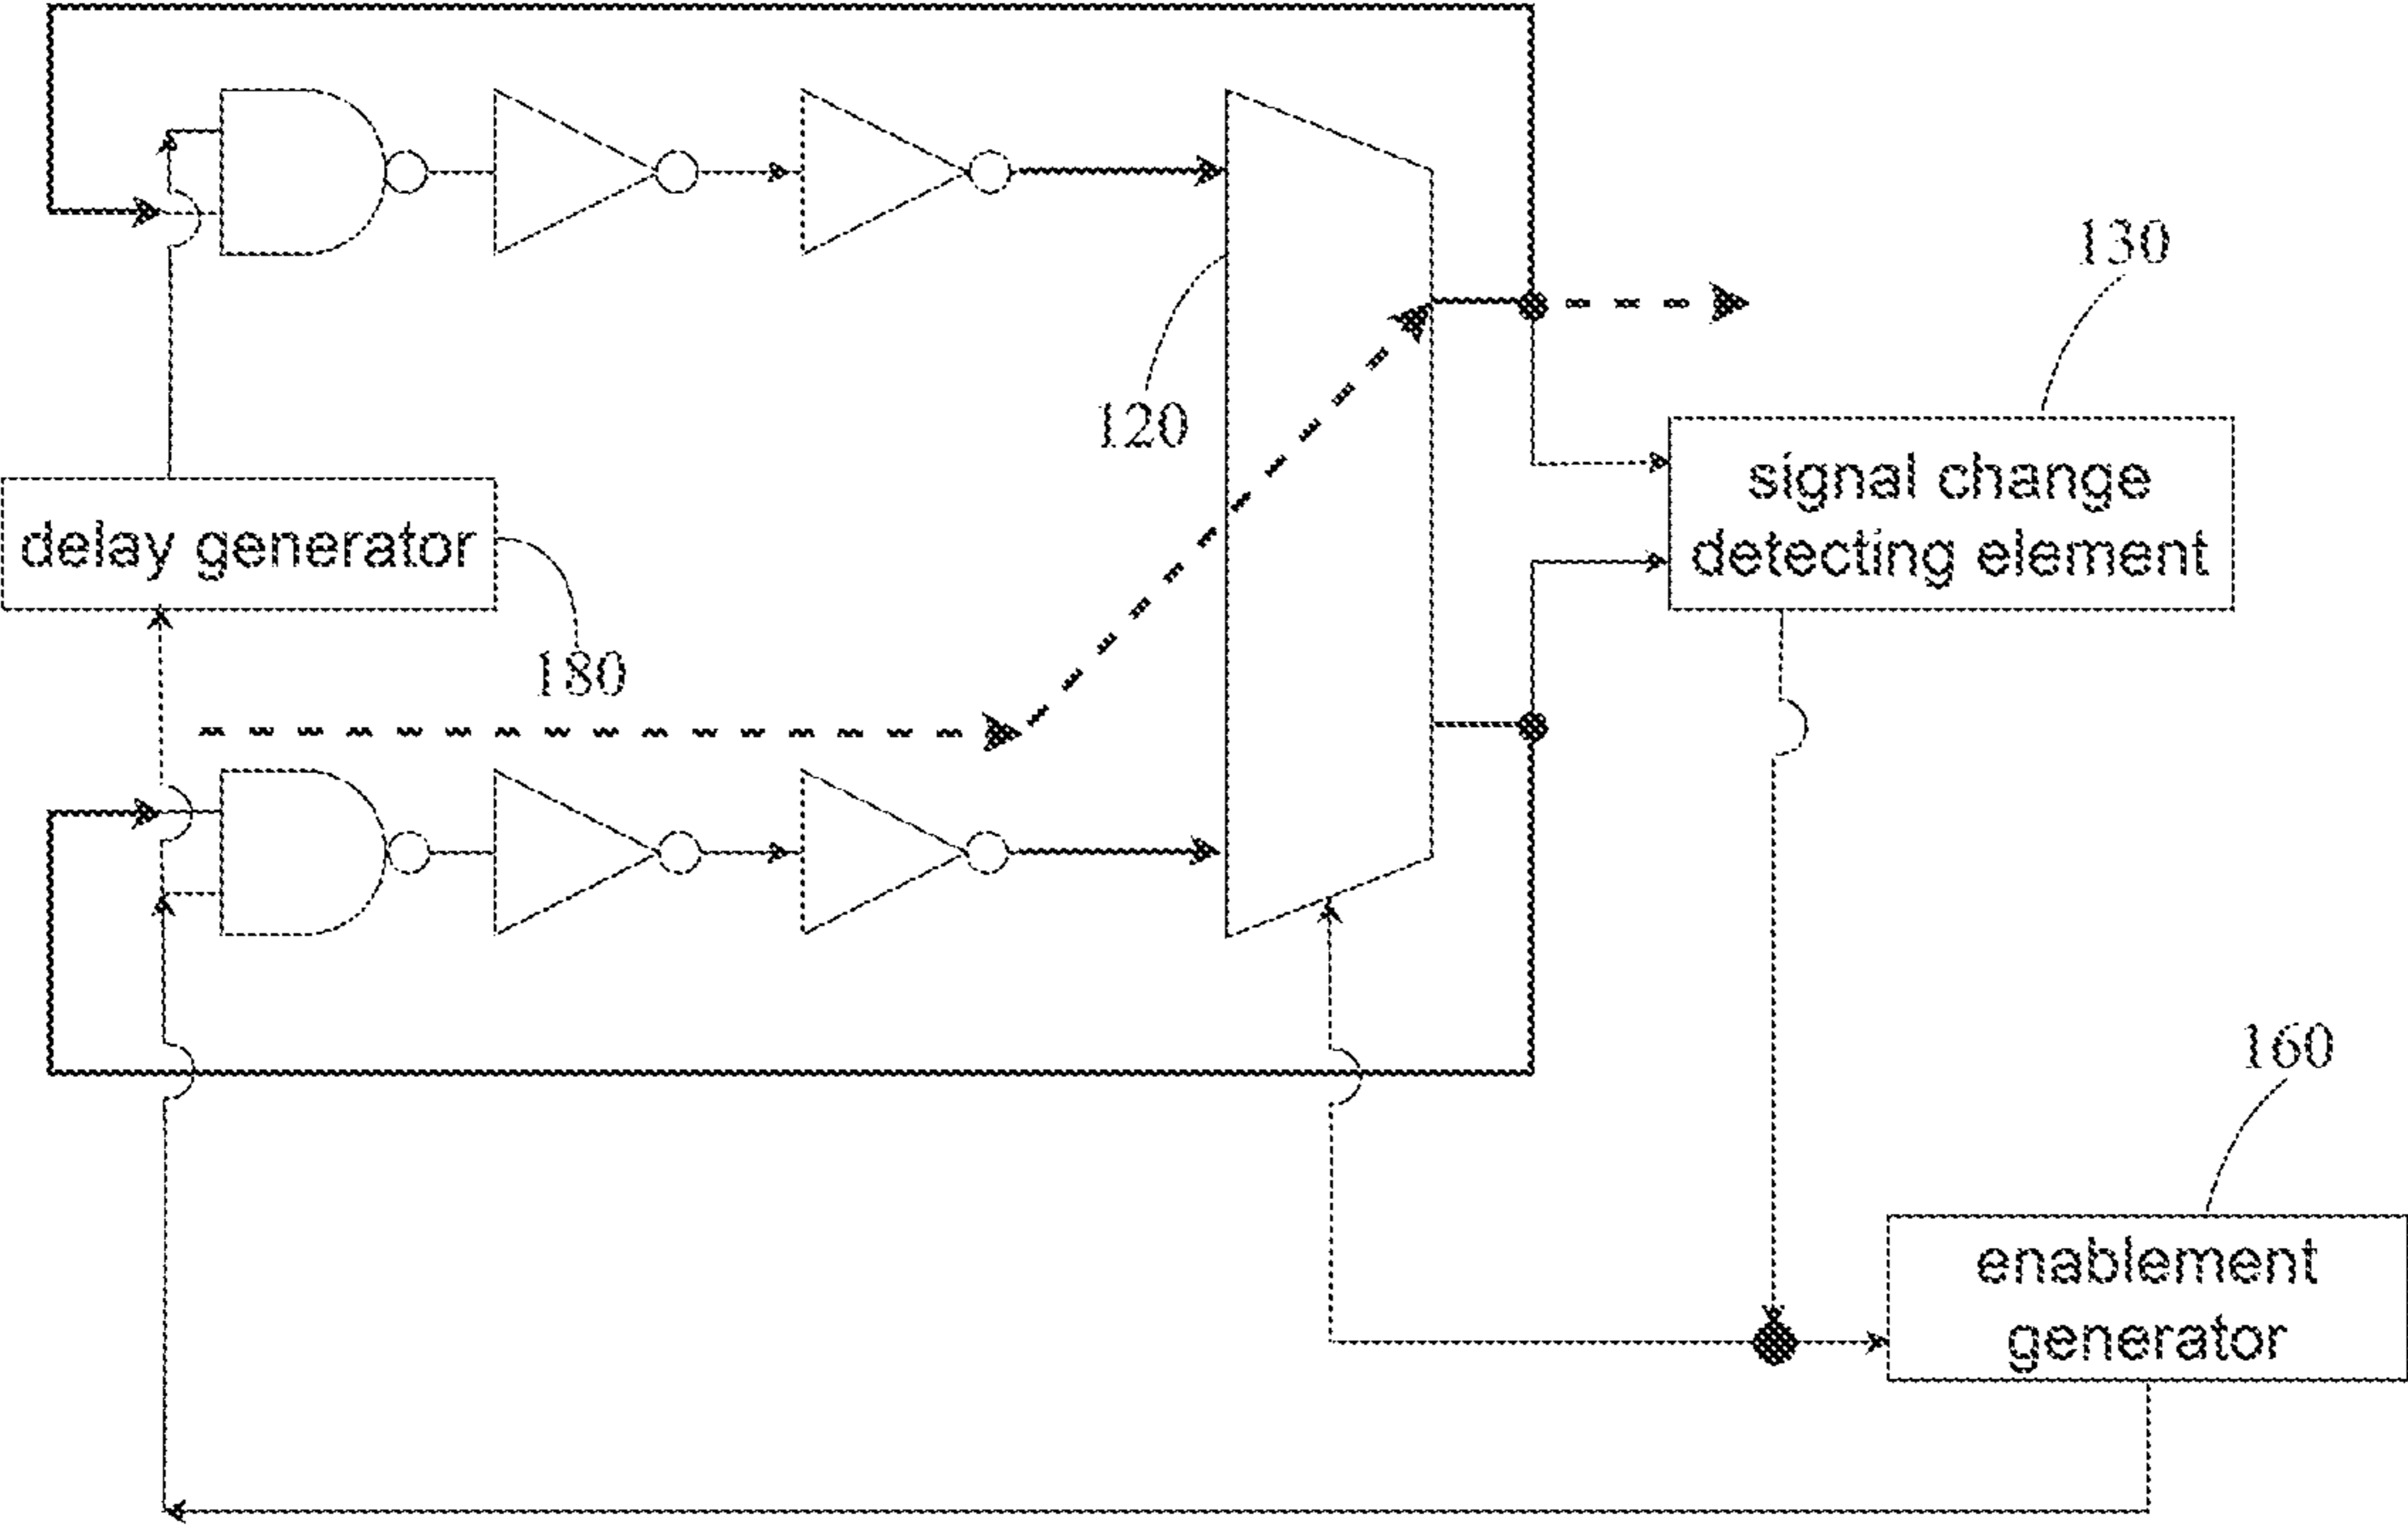 130
120
signal change
detecting element
delay generator
180
160
enablement
generator